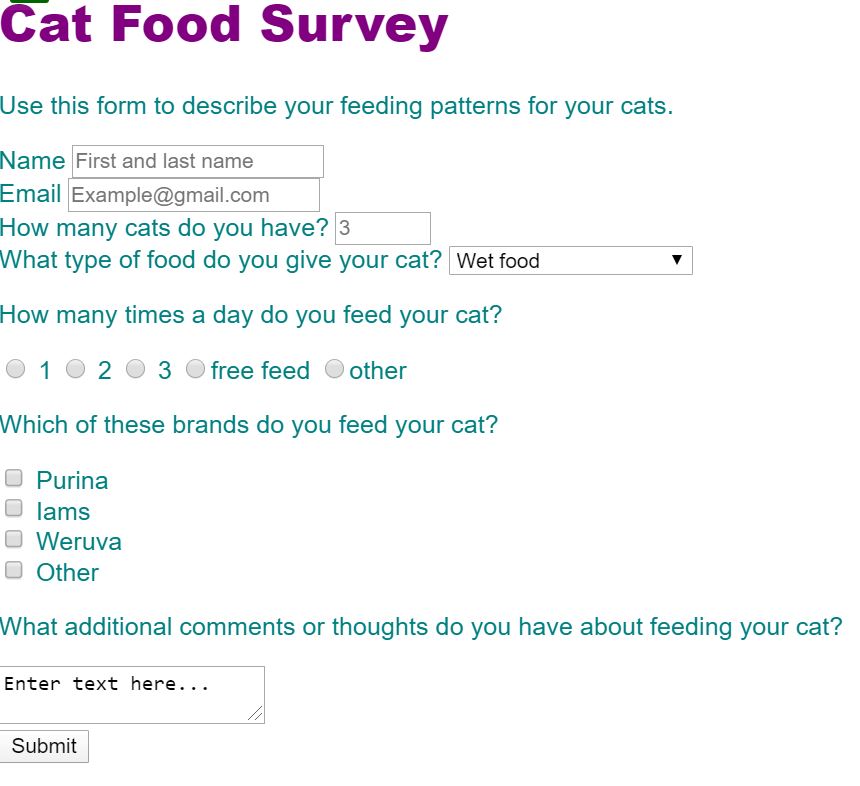 Cat Food Survey
Use this form to describe your feeding patterns for your cats.
Name First and last name
Email Example@gmail.com
How many cats do you have? 3
What type of food do you give your cat? Wet food
How many times a day do you feed your cat?
1 2 3 free feed other
Which of these brands do you feed your cat?
Purina
Iams
Weruva
Other
What additional comments or thoughts do you have about feeding your cat?
Enter text here...
Submit